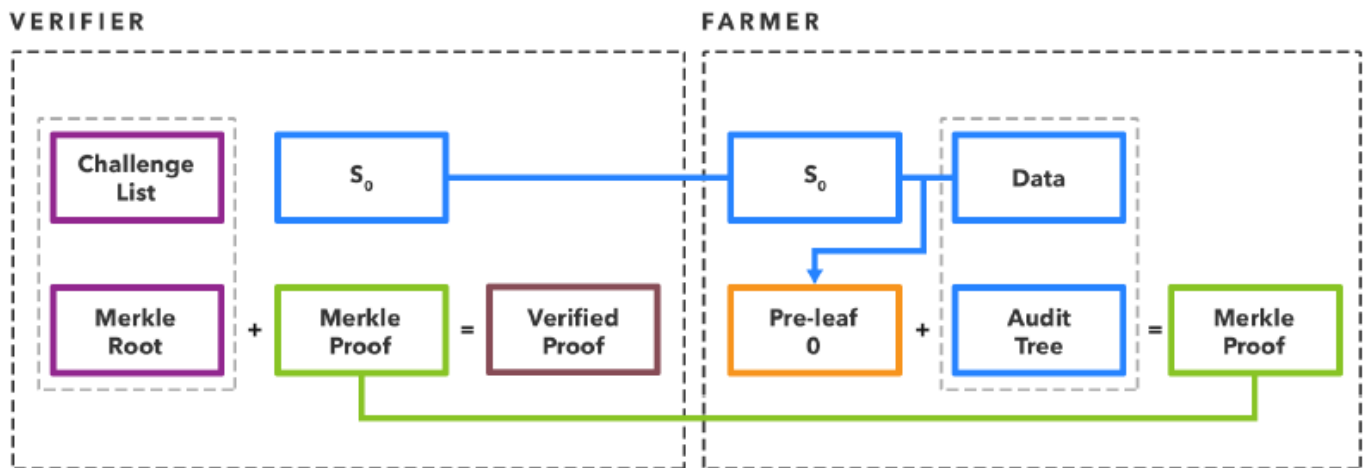 VERIFIER
FARMER
Challenge
List
S₀
S₀
Data
Merkle
Root
+
Merkle
Proof
=
Verified
Proof
Pre-leaf
0
+
Audit
Tree
=
Merkle
Proof